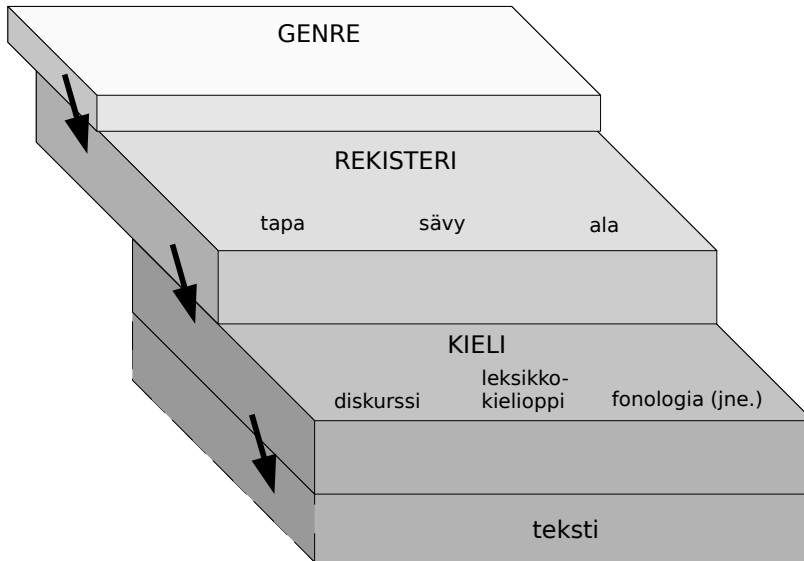 GENRE
REKISTERI
tapa sävy ala
KIELI
diskurssi leksikko-
kielioppi fonologia (jne.)
teksti